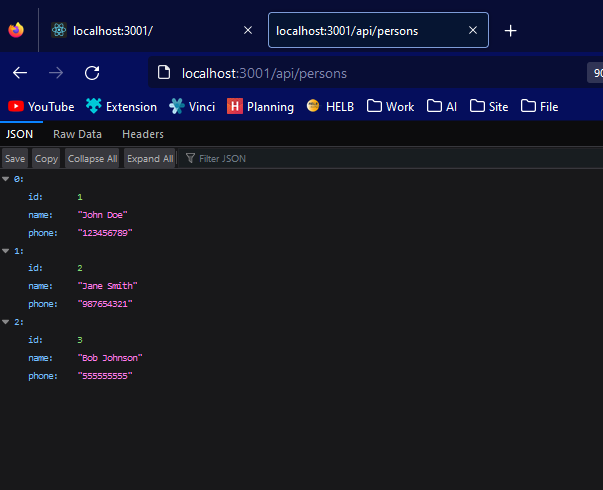 localhost:3001/
localhost:3001/api/persons
localhost:3001/api/persons
90
YouTube Extension Vinci H Planning HELB Work AI Site File
JSON Raw Data Headers
Save Copy Collapse All Expand All Filter JSON
0:
id: 1
name: "John Doe"
phone: "123456789"
1:
id: 2
name: "Jane Smith"
phone: "987654321"
2:
id: 3
name: "Bob Johnson"
phone: "555555555"